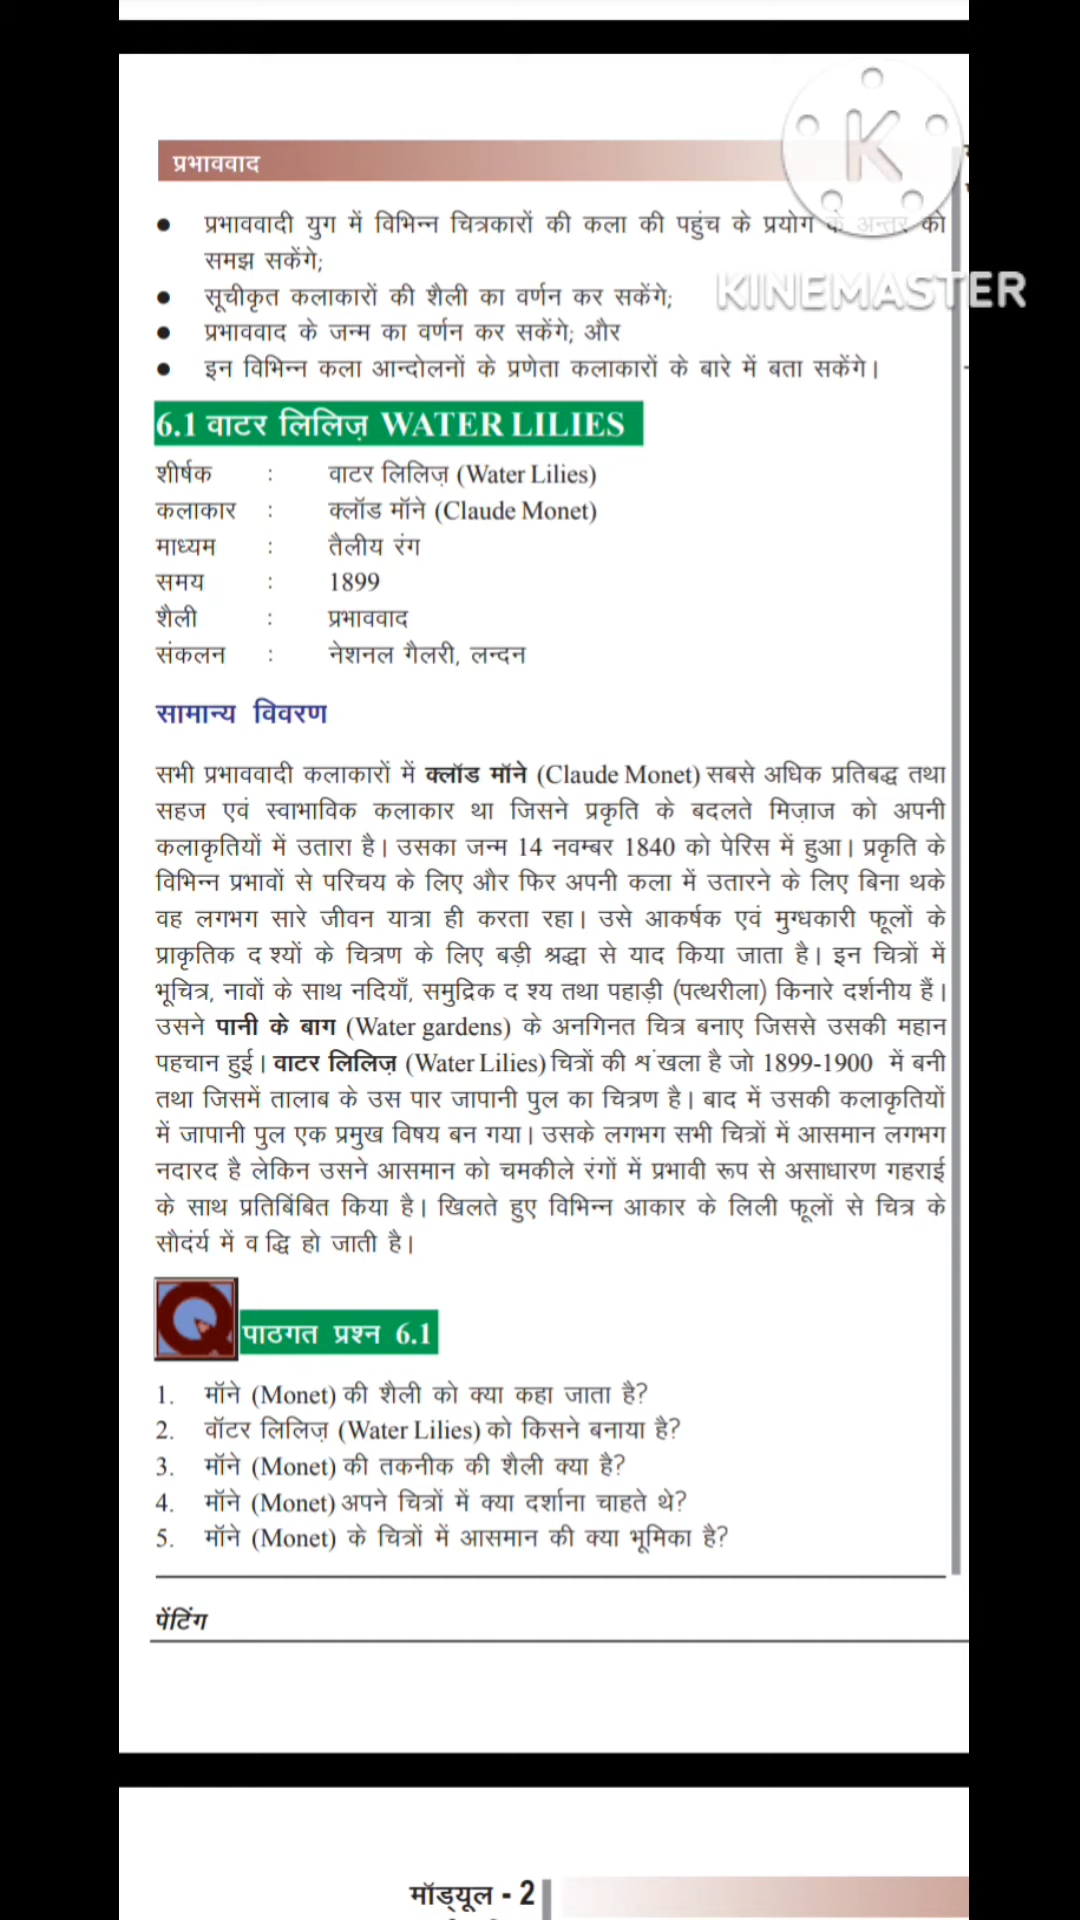 प्रभाववाद
K
● प्रभाववादी युग में विभिन्न चित्रकारों की कला की पहुंच के प्रयोग के अन्तर को
समझ सकेंगे;
KINEMASTER
● सूचीकृत कलाकारों की शैली का वर्णन कर सकेंगे;
● प्रभाववाद के जन्म का वर्णन कर सकेंगे; और
● इन विभिन्न कला आन्दोलनों के प्रणेता कलाकारों के बारे में बता सकेंगे।
6.1 वाटर लिलिज़ WATER LILIES
शीर्षक : वाटर लिलिज़ (Water Lilies)
कलाकार : क्लॉड मॉने (Claude Monet)
माध्यम : तैलीय रंग
समय : 1899
शैली : प्रभाववाद
संकलन : नेशनल गैलरी, लन्दन
सामान्य विवरण
सभी प्रभाववादी कलाकारों में क्लॉड मॉने (Claude Monet) सबसे अधिक प्रतिबद्ध तथा
सहज एवं स्वाभाविक कलाकार था जिसने प्रकृति के बदलते मिज़ाज को अपनी
कलाकृतियों में उतारा है। उसका जन्म 14 नवम्बर 1840 को पेरिस में हुआ। प्रकृति के
विभिन्न प्रभावों से परिचय के लिए और फिर अपनी कला में उतारने के लिए बिना थके
वह लगभग सारे जीवन यात्रा ही करता रहा। उसे आकर्षक एवं मुग्धकारी फूलों के
प्राकृतिक द श्यों के चित्रण के लिए बड़ी श्रद्धा से याद किया जाता है। इन चित्रों में
भूचित्र, नावों के साथ नदियाँ, समुद्रिक द श्य तथा पहाड़ी (पत्थरीला) किनारे दर्शनीय हैं।
उसने पानी के बाग (Water gardens) के अनगिनत चित्र बनाए जिससे उसकी महान
पहचान हुई। वाटर लिलिज़ (Water Lilies) चित्रों की श्रंखला है जो 1899-1900 में बनी
तथा जिसमें तालाब के उस पार जापानी पुल का चित्रण है। बाद में उसकी कलाकृतियों
में जापानी पुल एक प्रमुख विषय बन गया। उसके लगभग सभी चित्रों में आसमान लगभग
नदारद है लेकिन उसने आसमान को चमकीले रंगों में प्रभावी रूप से असाधारण गहराई
के साथ प्रतिबिंबित किया है। खिलते हुए विभिन्न आकार के लिली फूलों से चित्र के
सौदंर्य में व द्धि हो जाती है।
Q पाठगत प्रश्न 6.1
1. मॉने (Monet) की शैली को क्या कहा जाता है?
2. वॉटर लिलिज़ (Water Lilies) को किसने बनाया है?
3. मॉने (Monet) की तकनीक की शैली क्या है?
4. मॉने (Monet) अपने चित्रों में क्या दर्शाना चाहते थे?
5. मॉने (Monet) के चित्रों में आसमान की क्या भूमिका है?
पेंटिंग
मॉड्यूल - 2